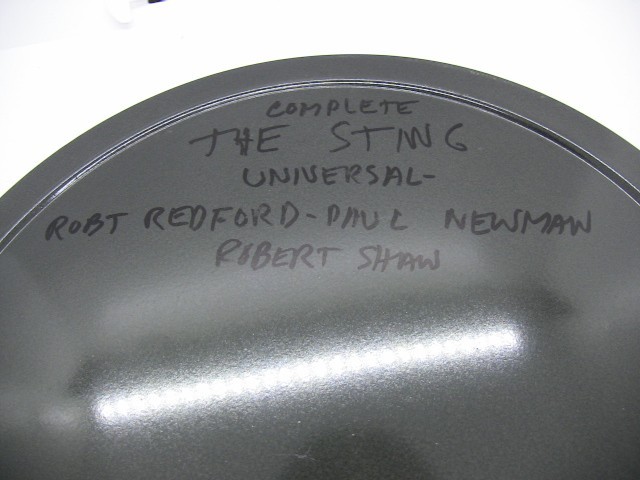 COMPLETE
THE STING
UNIVERSAL-
ROBT REDFORD-PAUL NEWMAN
ROBERT SHAW